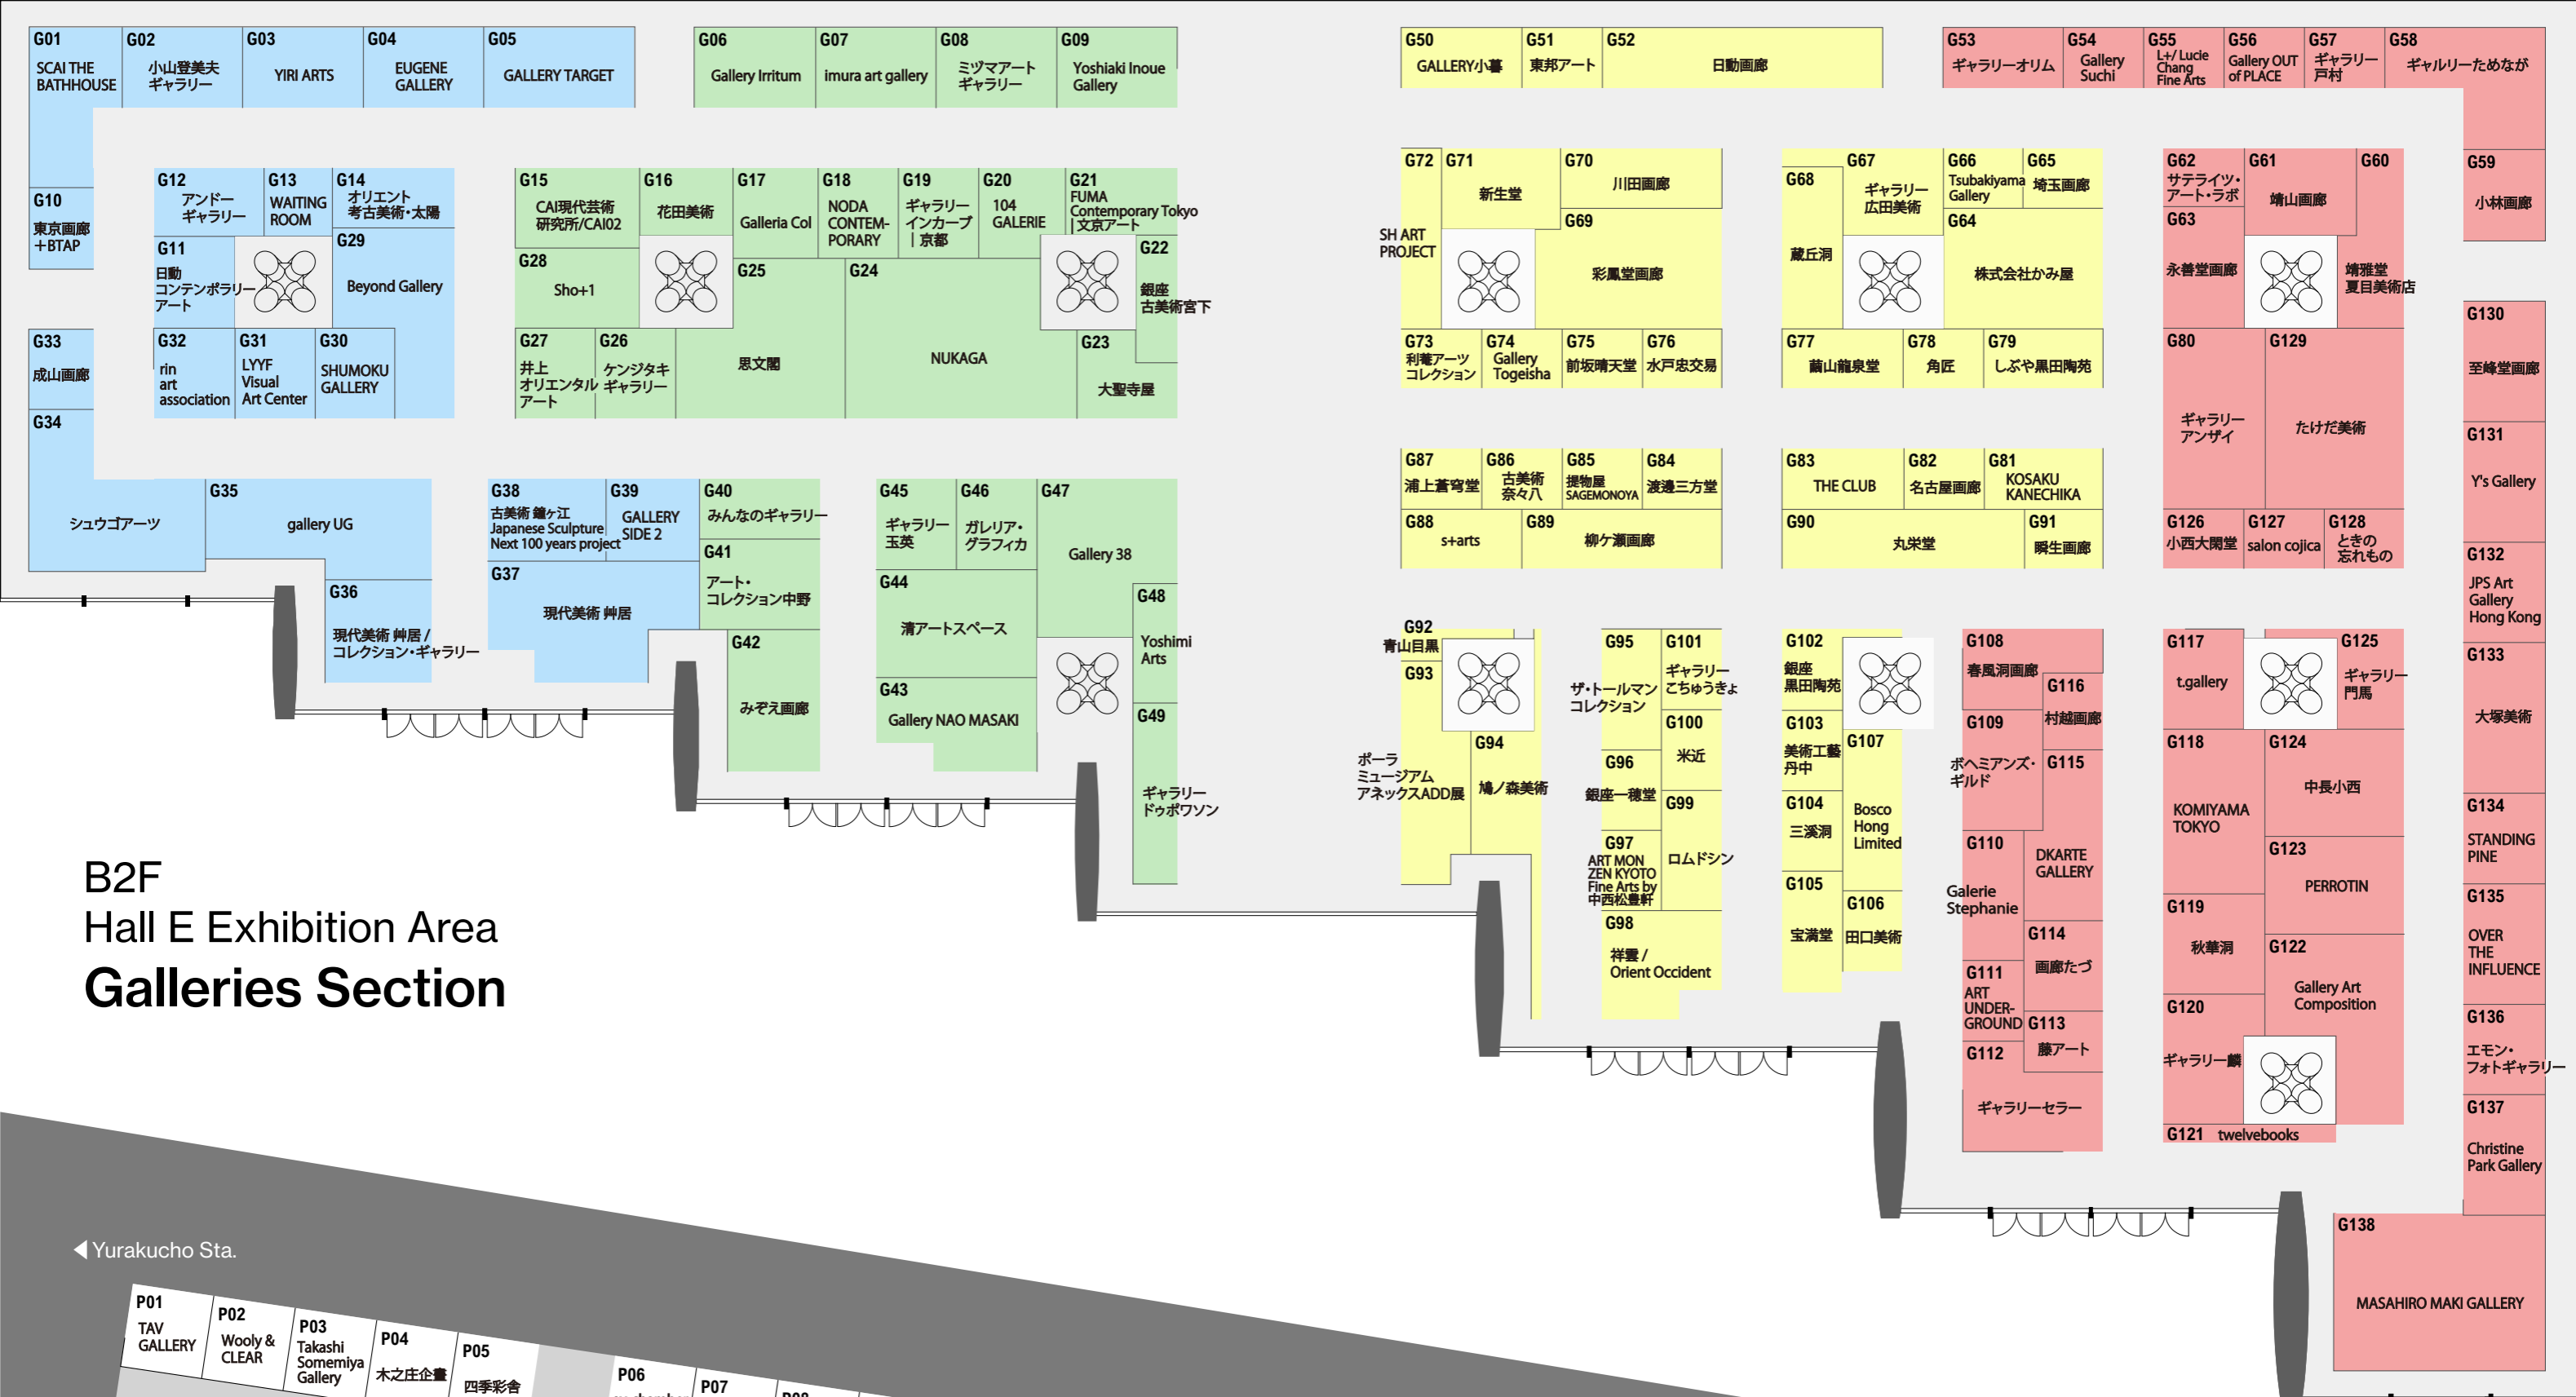 G01
SCAI THE
BATHHOUSE
G02
小山登美夫
ギャラリー
G03
YIRI ARTS
G04
EUGENE
GALLERY
G05
GALLERY TARGET
G06
Gallery Irritum
G07
imura art gallery
G08
ミヅマアート
ギャラリー
G09
Yoshiaki Inoue
Gallery
G50
GALLERY小暮
G51
東邦アート
G52
日動画廊
G53
ギャラリーオリム
G54
Gallery
Suchi
G55
L+/ Lucie
Chang
Fine Arts
G56
Gallery OUT
of PLACE
G57
ギャラリー
戸村
G58
ギャルリーためなが
G10
東京画廊
＋BTAP
G12
アンドー
ギャラリー
G13
WAITING
ROOM
G14
オリエント
考古美術・太陽
G11
日動
コンテンポラリー
アート
G29
Beyond Gallery
G32
rin
art
association
G31
LYYF
Visual
Art Center
G30
SHUMOKU
GALLERY
G15
CAI現代芸術
研究所/CAI02
G16
花田美術
G17
Galleria Col
G18
NODA
CONTEM-
PORARY
G19
ギャラリー
インカーブ
｜京都
G20
104
GALERIE
G21
FUMA
Contemporary Tokyo
｜文京アート
G22
銀座
古美術宮下
G28
Sho+1
G25
思文閣
G24
NUKAGA
G27
井上
オリエンタル
アート
G26
ケンジタキ
ギャラリー
G23
大聖寺屋
G72
SH ART
PROJECT
G71
新生堂
G70
川田画廊
G69
彩鳳堂画廊
G73
利菴アーツ
コレクション
G74
Gallery
Togeisha
G75
前坂晴天堂
G76
水戸忠交易
G68
蔵丘洞
G67
ギャラリー
広田美術
G66
Tsubakiyama
Gallery
G65
埼玉画廊
G64
株式会社かみ屋
G77
繭山龍泉堂
G78
角匠
G79
しぶや黒田陶苑
G62
サテライツ・
アート・ラボ
G61
靖山画廊
G60
靖雅堂
夏目美術店
G63
永善堂画廊
G59
小林画廊
G80
ギャラリー
アンザイ
G129
たけだ美術
G130
至峰堂画廊
G131
Y's Gallery
G33
成山画廊
G34
シュウゴアーツ
G35
gallery UG
G36
現代美術 艸居 /
コレクション・ギャラリー
G38
古美術 鐘ヶ江
Japanese Sculpture
Next 100 years project
G39
GALLERY
SIDE 2
G37
現代美術 艸居
G40
みんなのギャラリー
G41
アート・
コレクション中野
G42
みぞえ画廊
G45
ギャラリー
玉英
G46
ガレリア・
グラフィカ
G47
Gallery 38
G44
清アートスペース
G48
Yoshimi
Arts
G43
Gallery NAO MASAKI
G49
ギャラリー
ドゥポワソン
G87
浦上蒼穹堂
G86
古美術
奈々八
G85
提物屋
SAGEMONOYA
G84
渡邊三方堂
G88
s+arts
G89
柳ケ瀬画廊
G83
THE CLUB
G82
名古屋画廊
G81
KOSAKU
KANECHIKA
G90
丸栄堂
G91
瞬生画廊
G126
小西大閑堂
G127
salon cojica
G128
ときの
忘れもの
G132
JPS Art
Gallery
Hong Kong
G92
青山目黒
G93
ポーラ
ミュージアム
アネックスADD展
G94
鳩ノ森美術
G95
ザ・トールマン
コレクション
G101
ギャラリー
こちゅうきょ
G100
米近
G96
銀座一穂堂
G99
ロムドシン
G97
ART MON
ZEN KYOTO
Fine Arts by
中西松豊軒
G98
祥雲 /
Orient Occident
G102
銀座
黒田陶苑
G103
美術工藝
丹中
G107
Bosco
Hong
Limited
G104
三溪洞
G105
宝満堂
G106
田口美術
G108
春風洞画廊
G116
村越画廊
G109
ボヘミアンズ・
ギルド
G115
DKARTE
GALLERY
G110
Galerie
Stephanie
G114
画廊たづ
G111
ART
UNDER-
GROUND
G113
藤アート
G112
ギャラリーセラー
G117
t.gallery
G125
ギャラリー
門馬
G118
KOMIYAMA
TOKYO
G124
中長小西
G123
PERROTIN
G119
秋華洞
G122
Gallery Art
Composition
G120
ギャラリー麟
G121 twelvebooks
G133
大塚美術
G134
STANDING
PINE
G135
OVER
THE
INFLUENCE
G136
エモン・
フォトギャラリー
G137
Christine
Park Gallery
G138
MASAHIRO MAKI GALLERY
B2F
Hall E Exhibition Area
Galleries Section
Yurakucho Sta.
P01
TAV
GALLERY
P02
Wooly &
CLEAR
P03
Takashi
Somemiya
Gallery
P04
木之庄企畫
P05
四季彩舎
P06
P07